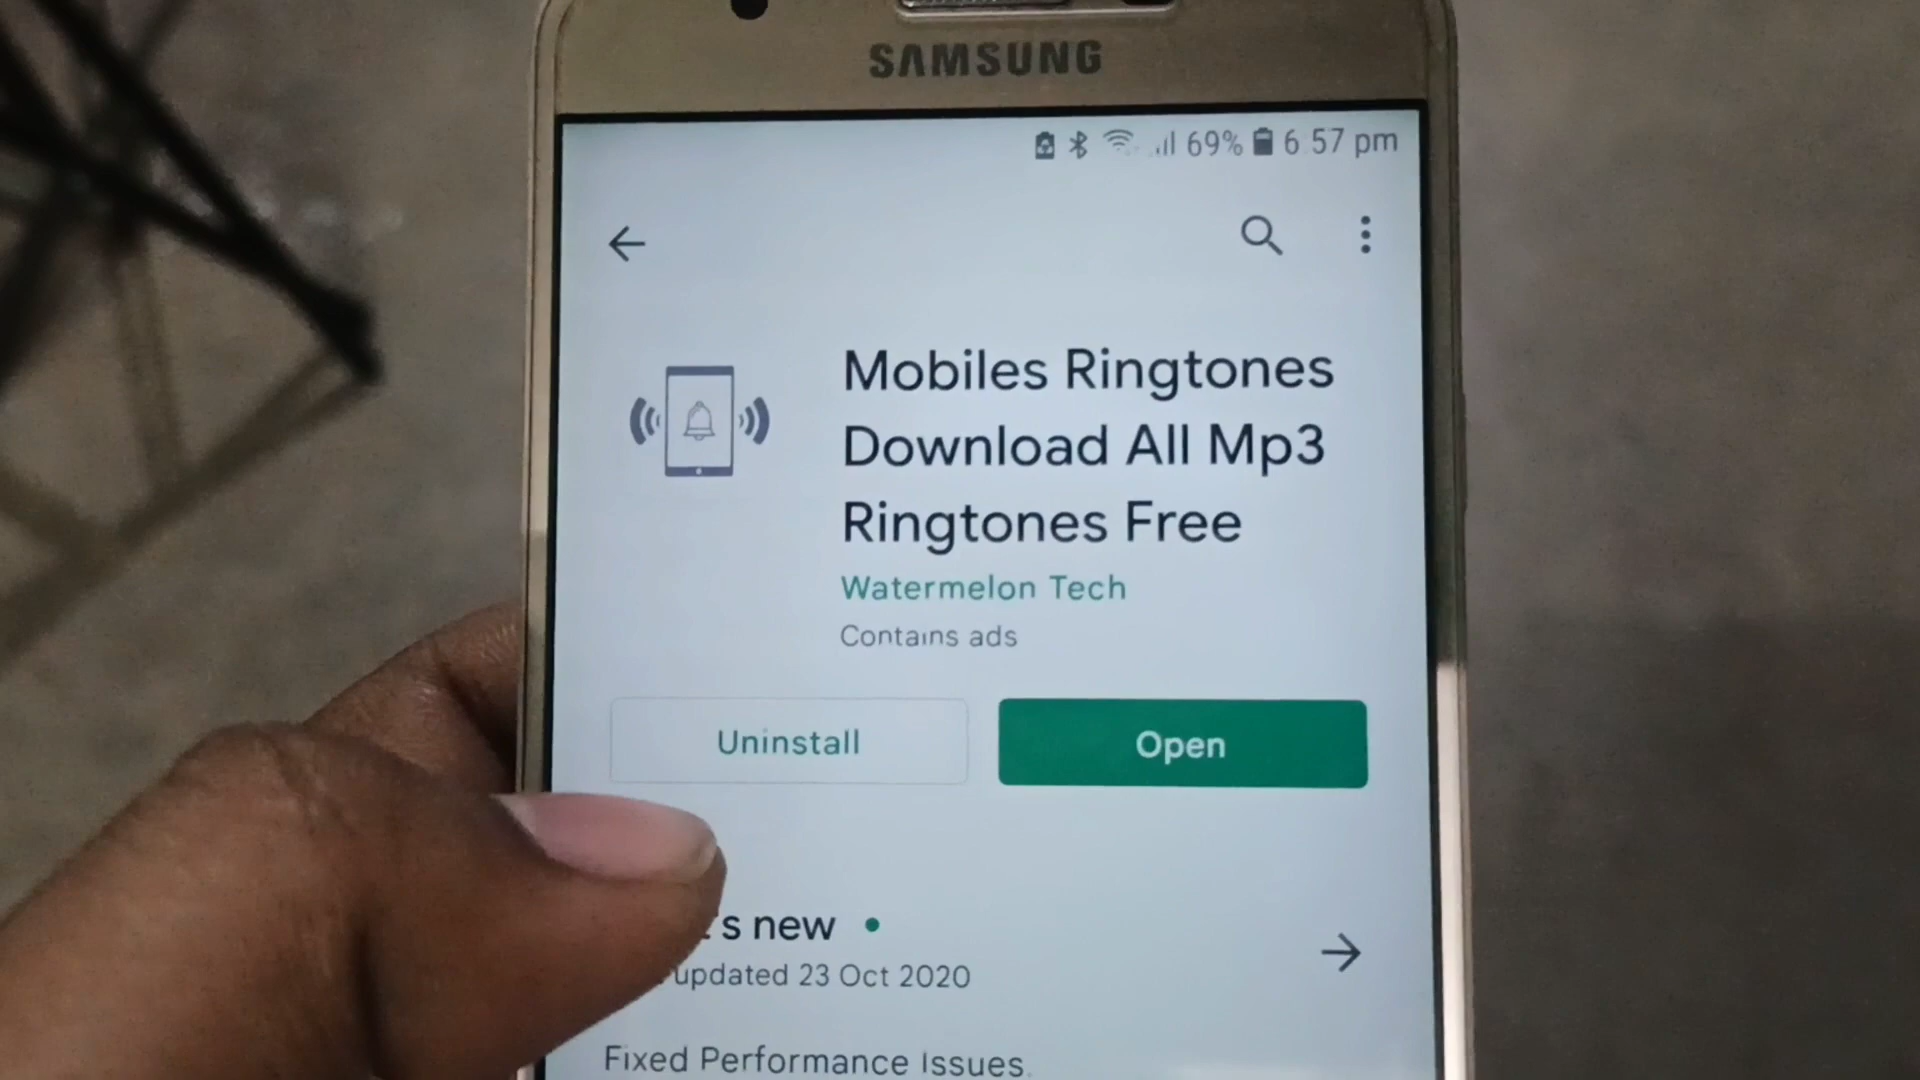 SAMSUNG
69% 6 57 pm
Mobiles Ringtones
Download All Mp3
Ringtones Free
Watermelon Tech
Contains ads
Uninstall
Open
's new
updated 23 Oct 2020
Fixed Performance Issues.